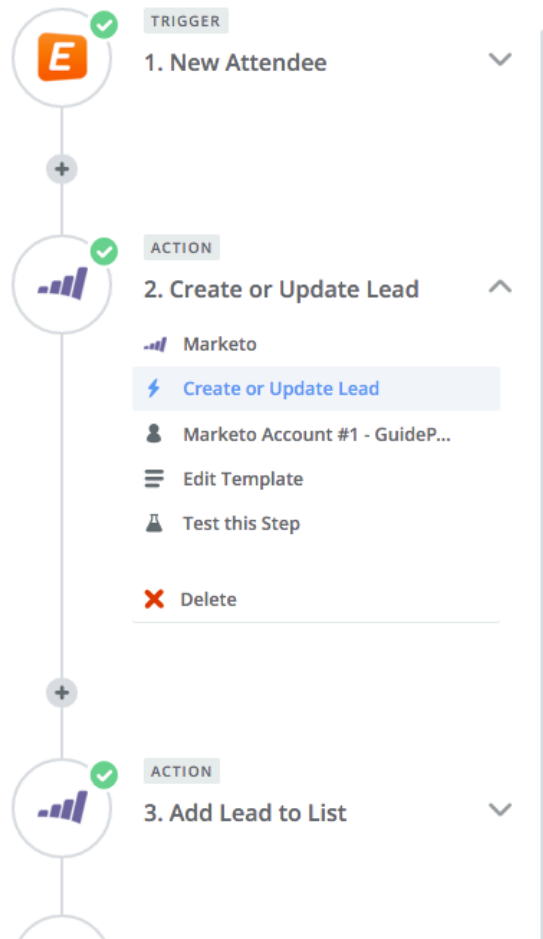 TRIGGER
E
1. New Attendee
ACTION
2. Create or Update Lead
Marketo
Create or Update Lead
Marketo Account #1 - GuideP...
Edit Template
Test this Step
Delete
ACTION
3. Add Lead to List